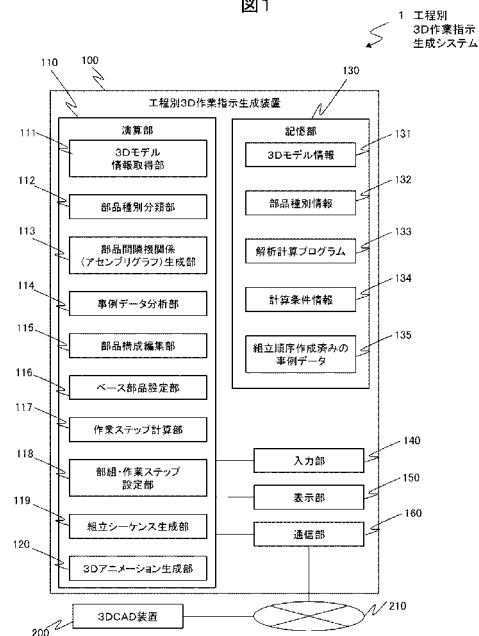 図1
1 工程別
3D作業指示
生成システム
100
工程別3D作業指示生成装置
110
演算部
111
3Dモデル
情報取得部
112
部品種別分類部
113
部品間隣接関係
(アセンブリグラフ)生成部
114
事例データ分析部
115
部品構成編集部
116
ベース部品設定部
117
作業ステップ計算部
118
部組・作業ステップ
設定部
119
組立シーケンス生成部
120
3Dアニメーション生成部
130
記憶部
131
3Dモデル情報
132
部品種別情報
133
解析計算プログラム
134
計算条件情報
135
組立順序作成済みの
事例データ
140
入力部
150
表示部
160
通信部
200
3DCAD装置
210